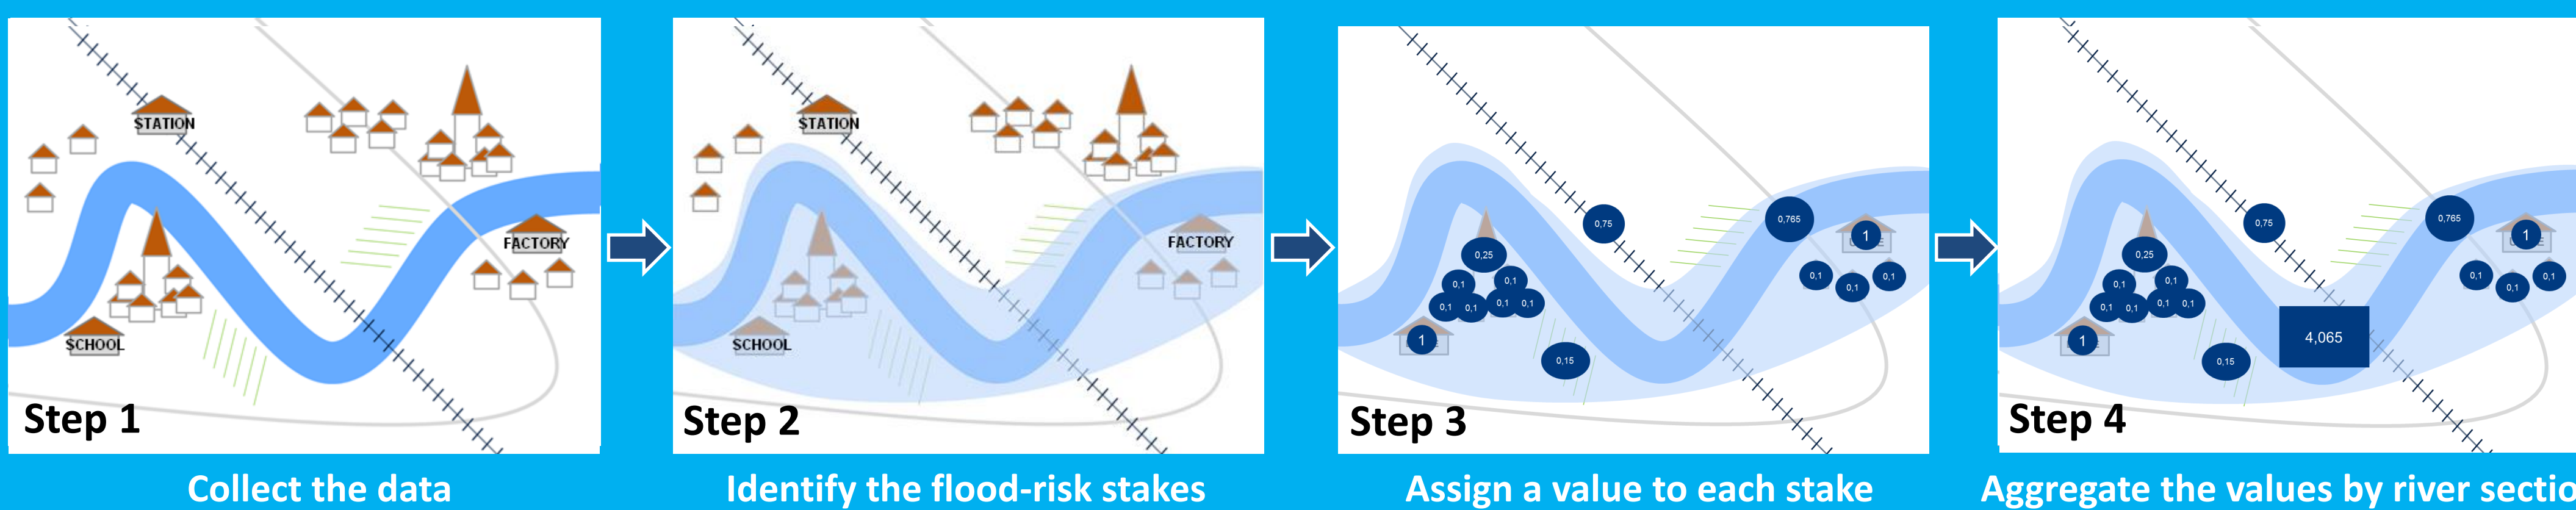 STATION
SCHOOL
FACTORY
Step 1
Collect the data
STATION
SCHOOL
FACTORY
Step 2
Identify the flood-risk stakes
0,75
0,765
1
0,25
0,1
0,1
0,1
0,1
0,1
0,1
0,1
0,1
0,1
1
0,15
Step 3
Assign a value to each stake
0,75
0,765
1
0,25
0,1
0,1
0,1
0,1
0,1
0,1
0,1
0,1
0,1
1
0,15
4,065
Step 4
Aggregate the values by river sectio